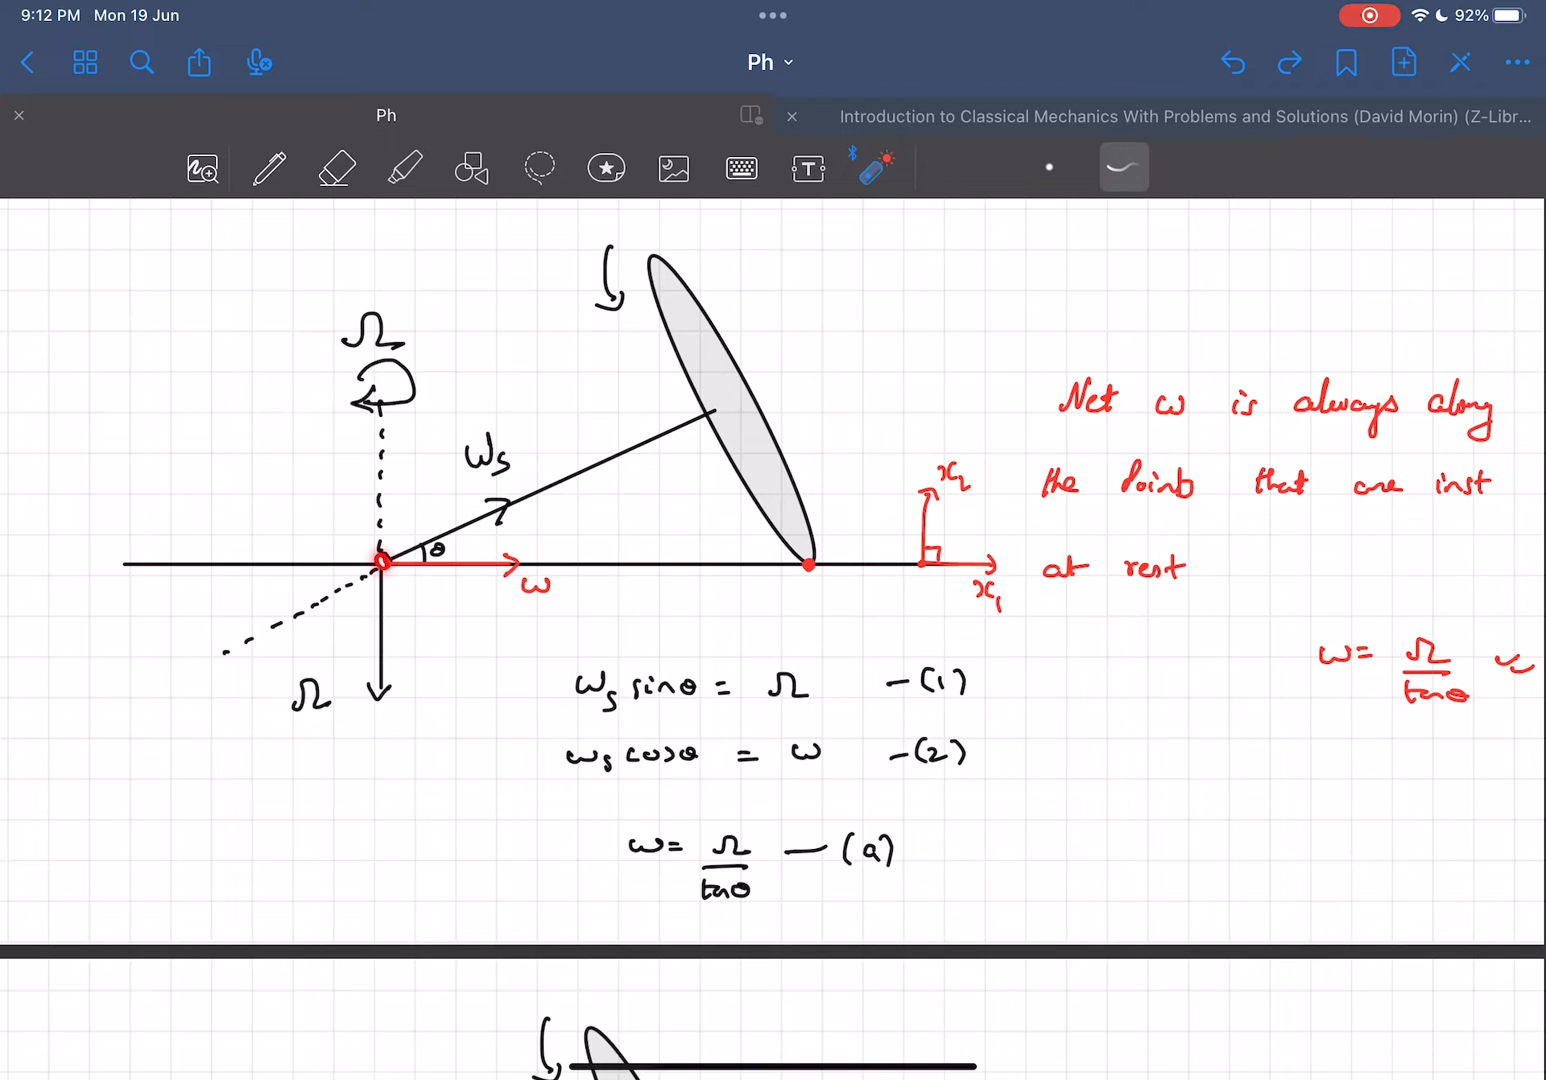 9:12 PM Mon 19 Jun
92%
Ph
Ph
Introduction to Classical Mechanics With Problems and Solutions (David Morin) (Z-Libr...
T
Ω
ωs
θ
ω
Ω
x2
x1
Net ω is always along
the points that are inst
at rest
ω = Ω/tanθ
ωs sinθ = Ω -(1)
ωs cosθ = ω -(2)
ω = Ω/tanθ -(a)